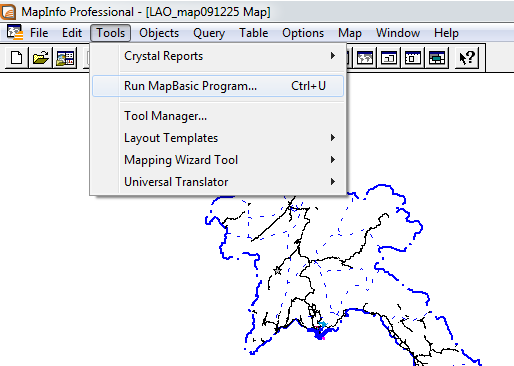 MapInfo Professional - [LAO_map091225 Map]
File Edit Tools Objects Query Table Options Map Window Help
Crystal Reports
Run MapBasic Program... Ctrl+U
Tool Manager...
Layout Templates
Mapping Wizard Tool
Universal Translator